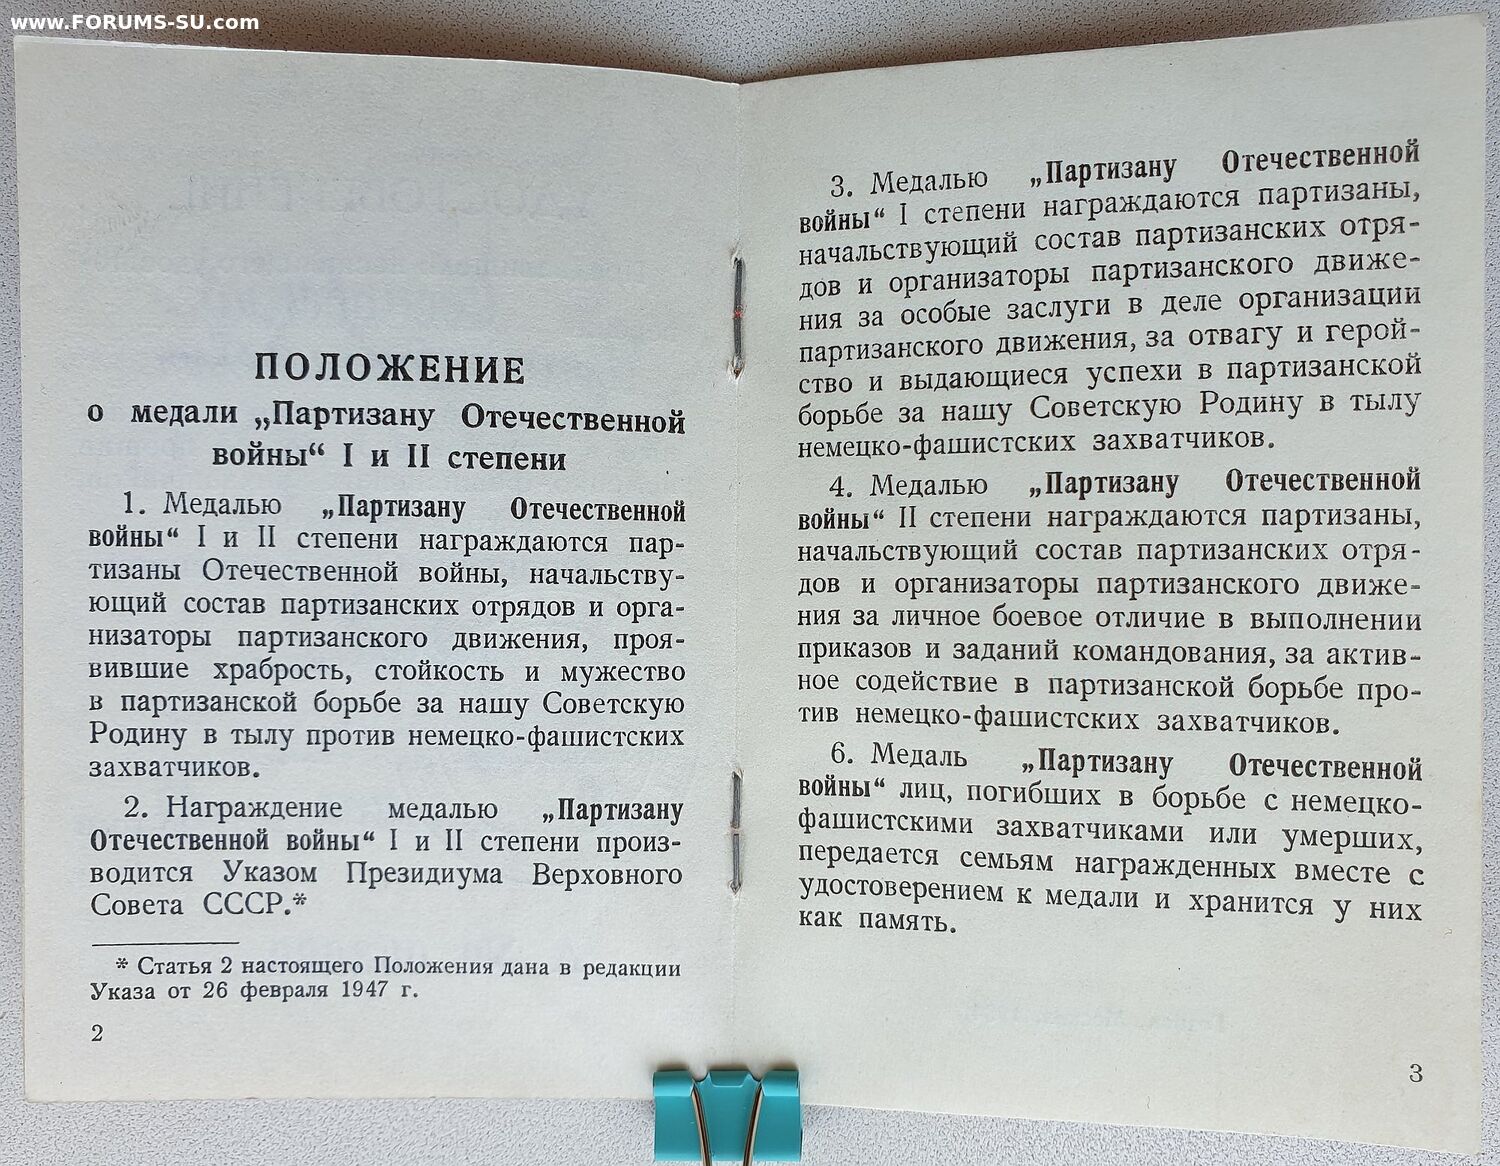 www.FORUMS-SU.com
ПОЛОЖЕНИЕ
о медали „Партизану Отечественной
войны“ I и II степени
1. Медалью „Партизану Отечественной
войны“ I и II степени награждаются пар-
тизаны Отечественной войны, начальству-
ющий состав партизанских отрядов и орга-
низаторы партизанского движения, проя-
вившие храбрость, стойкость и мужество
в партизанской борьбе за нашу Советскую
Родину в тылу против немецко-фашистских
захватчиков.
2. Награждение медалью „Партизану
Отечественной войны“ I и II степени произ-
водится Указом Президиума Верховного
Совета СССР.*
* Статья 2 настоящего Положения дана в редакции
Указа от 26 февраля 1947 г.
2
3. Медалью „Партизану Отечественной
войны“ I степени награждаются партизаны,
начальствующий состав партизанских отря-
дов и организаторы партизанского движе-
ния за особые заслуги в деле организации
партизанского движения, за отвагу и герой-
ство и выдающиеся успехи в партизанской
борьбе за нашу Советскую Родину в тылу
немецко-фашистских захватчиков.
4. Медалью „Партизану Отечественной
войны“ II степени награждаются партизаны,
начальствующий состав партизанских отря-
дов и организаторы партизанского движе-
ния за личное боевое отличие в выполнении
приказов и заданий командования, за актив-
ное содействие в партизанской борьбе про-
тив немецко-фашистских захватчиков.
6. Медаль „Партизану Отечественной
войны“ лиц, погибших в борьбе с немецко-
фашистскими захватчиками или умерших,
передается семьям награжденных вместе с
удостоверением к медали и хранится у них
как память.
3